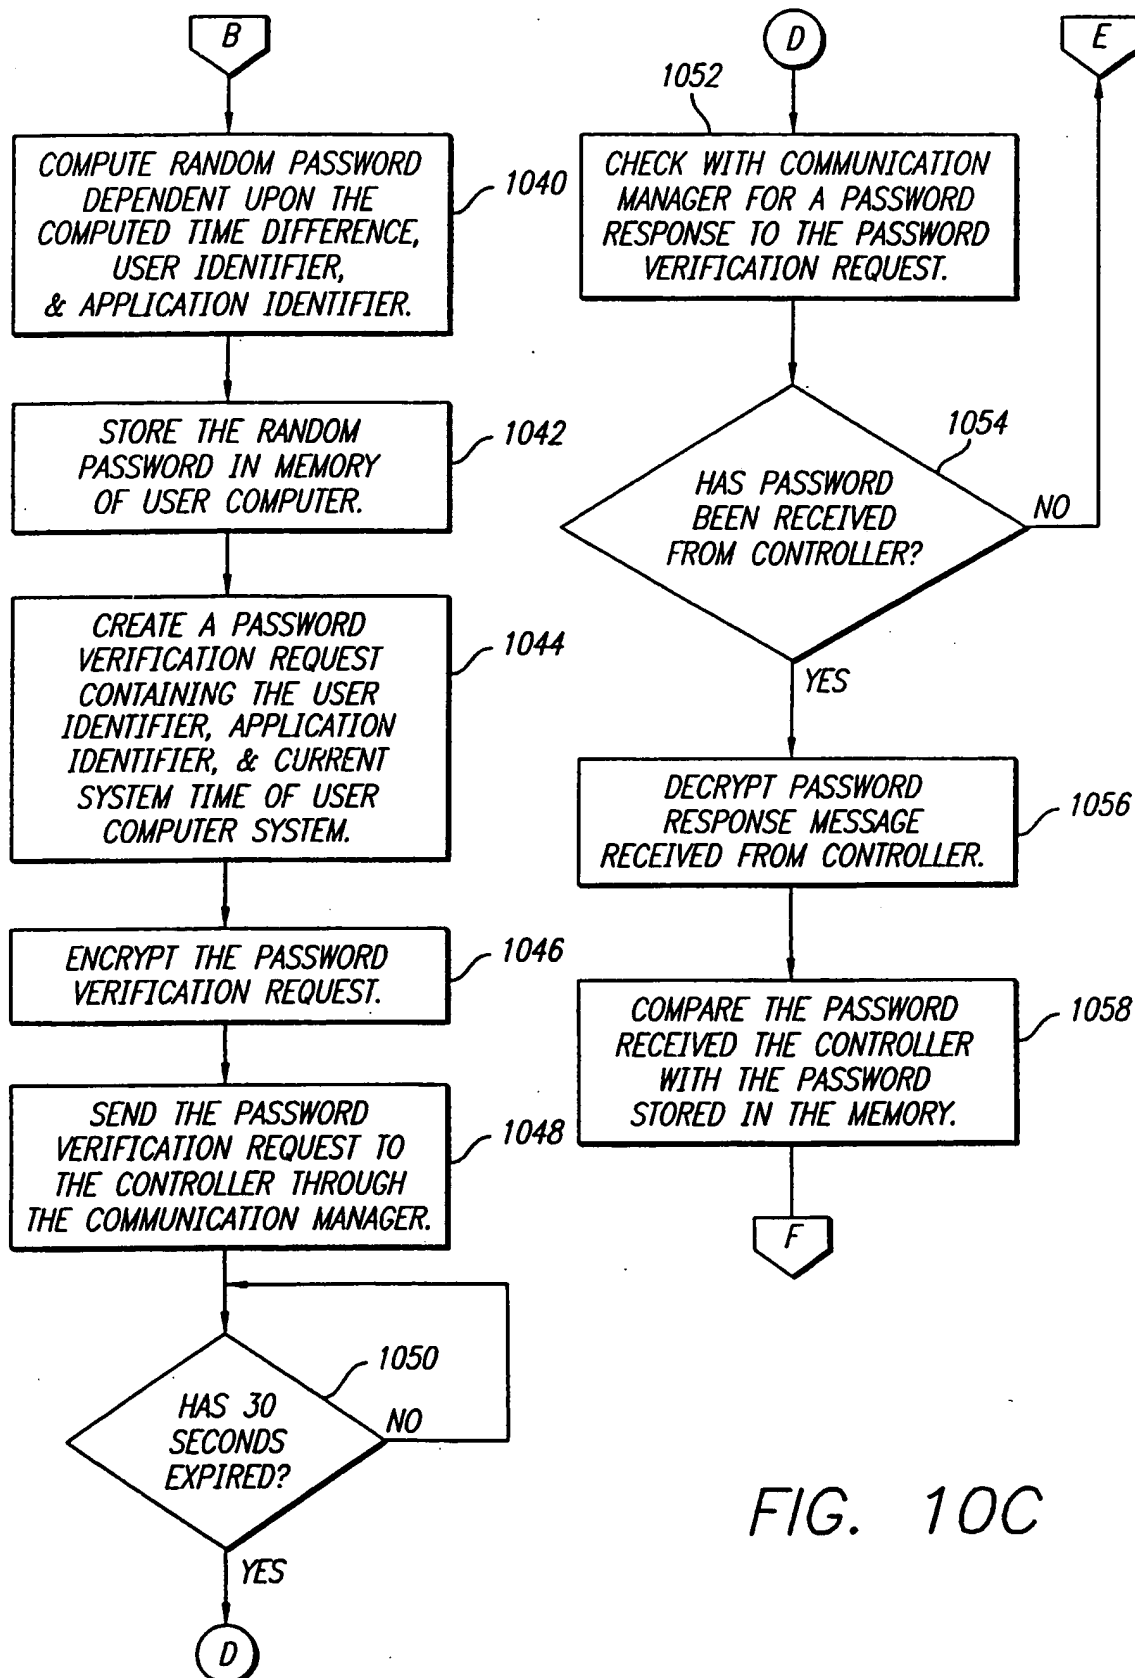 B
COMPUTE RANDOM PASSWORD
DEPENDENT UPON THE
COMPUTED TIME DIFFERENCE,
USER IDENTIFIER,
& APPLICATION IDENTIFIER.
1040
STORE THE RANDOM
PASSWORD IN MEMORY
OF USER COMPUTER.
1042
CREATE A PASSWORD
VERIFICATION REQUEST
CONTAINING THE USER
IDENTIFIER, APPLICATION
IDENTIFIER, & CURRENT
SYSTEM TIME OF USER
COMPUTER SYSTEM.
1044
ENCRYPT THE PASSWORD
VERIFICATION REQUEST.
1046
SEND THE PASSWORD
VERIFICATION REQUEST TO
THE CONTROLLER THROUGH
THE COMMUNICATION MANAGER.
1048
1050
HAS 30
SECONDS
EXPIRED?
NO
YES
D
D
E
1052
CHECK WITH COMMUNICATION
MANAGER FOR A PASSWORD
RESPONSE TO THE PASSWORD
VERIFICATION REQUEST.
1054
HAS PASSWORD
BEEN RECEIVED
FROM CONTROLLER?
NO
YES
DECRYPT PASSWORD
RESPONSE MESSAGE
RECEIVED FROM CONTROLLER.
1056
COMPARE THE PASSWORD
RECEIVED THE CONTROLLER
WITH THE PASSWORD
STORED IN THE MEMORY.
1058
F
FIG. 10C